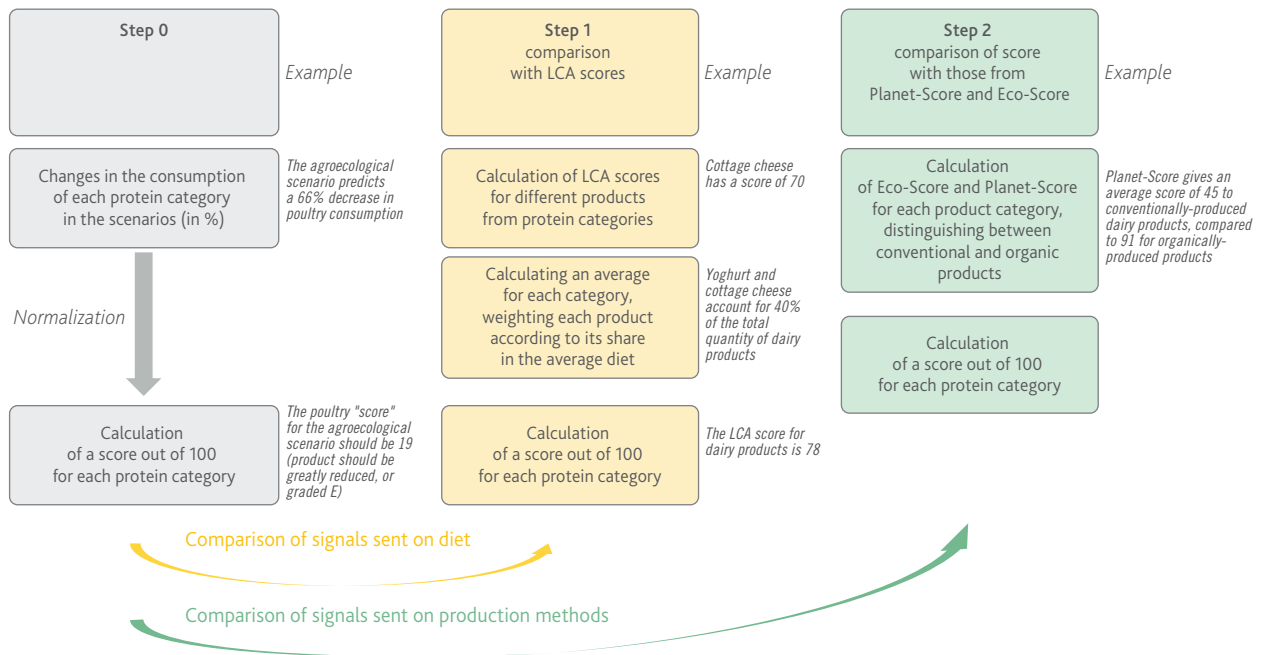 Step 0
Example
Changes in the consumption
of each protein category
in the scenarios (in %)
The agroecological
scenario predicts
a 66% decrease in
poultry consumption
Normalization
Calculation
of a score out of 100
for each protein category
The poultry "score"
for the agroecological
scenario should be 19
(product should be
greatly reduced, or
graded E)
Step 1
comparison
with LCA scores
Example
Calculation of LCA scores
for different products
from protein categories
Cottage cheese
has a score of 70
Calculating an average
for each category,
weighting each product
according to its share
in the average diet
Yoghurt and
cottage cheese
account for 40%
of the total
quantity of dairy
products
Calculation
of a score out of 100
for each protein category
The LCA score for
dairy products is 78
Step 2
comparison of score
with those from
Planet-Score and Eco-Score
Example
Calculation
of Eco-Score and Planet-Score
for each product category,
distinguishing between
conventional and organic
products
Planet-Score gives an
average score of 45 to
conventionally-produced
dairy products, compared
to 91 for organically-
produced products
Calculation
of a score out of 100
for each protein category
Comparison of signals sent on diet
Comparison of signals sent on production methods